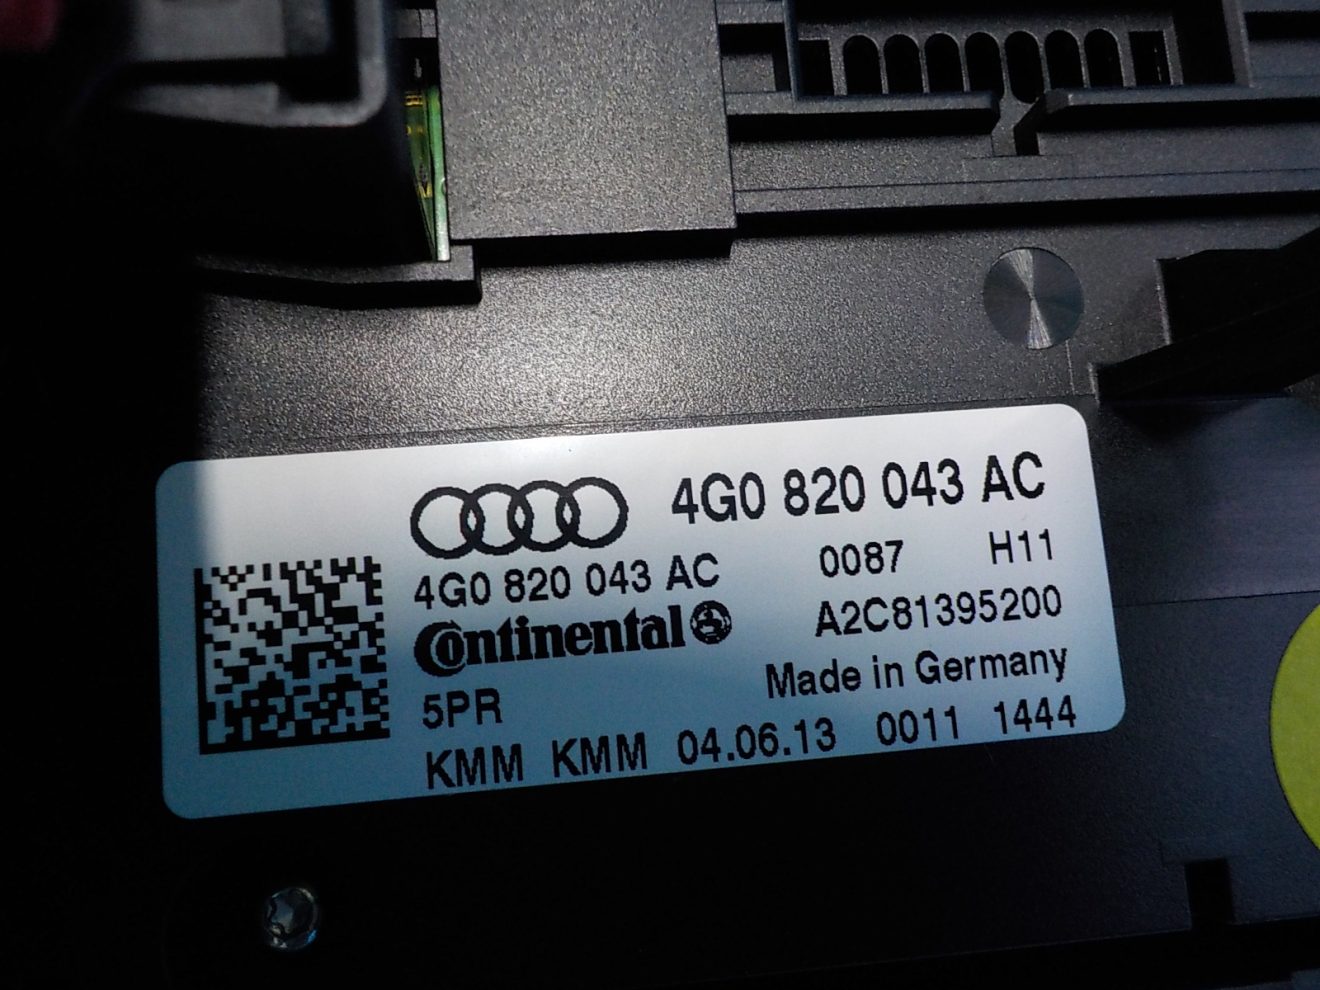 4G0 820 043 AC
4G0 820 043 AC 0087 H11
Continental A2C81395200
5PR Made in Germany
KMM KMM 04.06.13 0011 1444